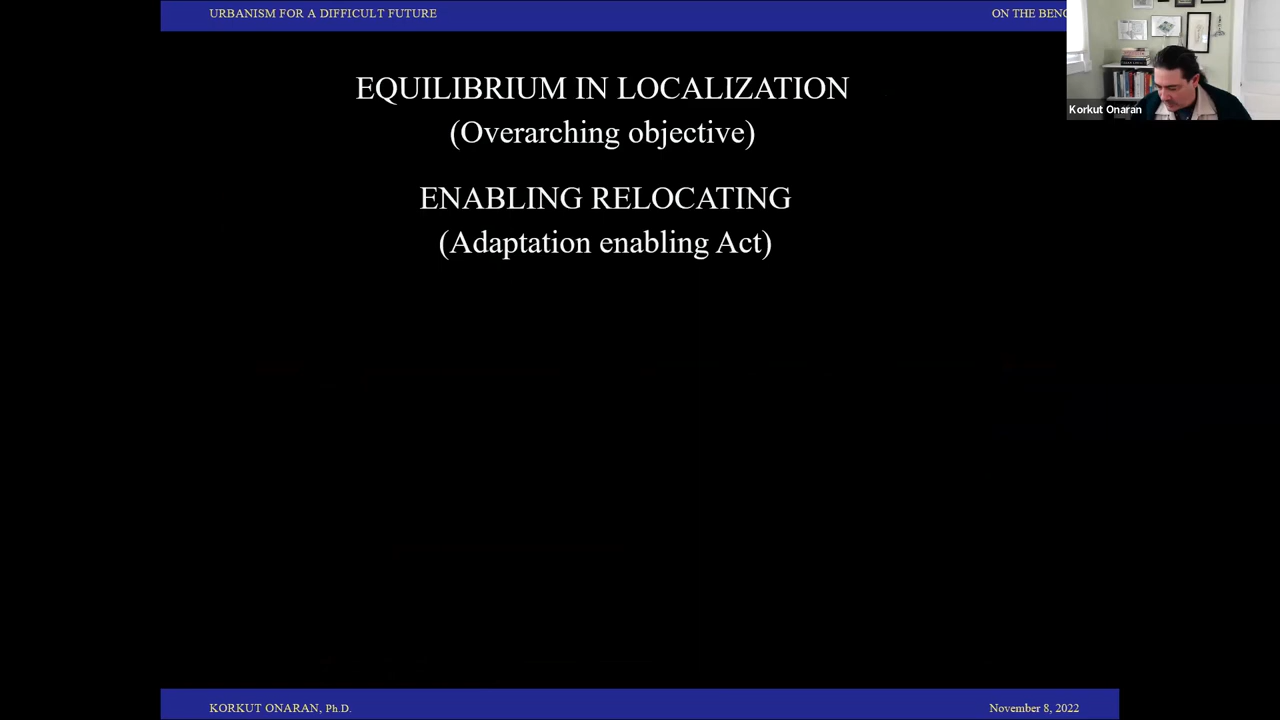 URBANISM FOR A DIFFICULT FUTURE
ON THE
Korkut Onaran
EQUILIBRIUM IN LOCALIZATION
(Overarching objective)
ENABLING RELOCATING
(Adaptation enabling Act)
KORKUT ONARAN, Ph.D.
November 8, 2022